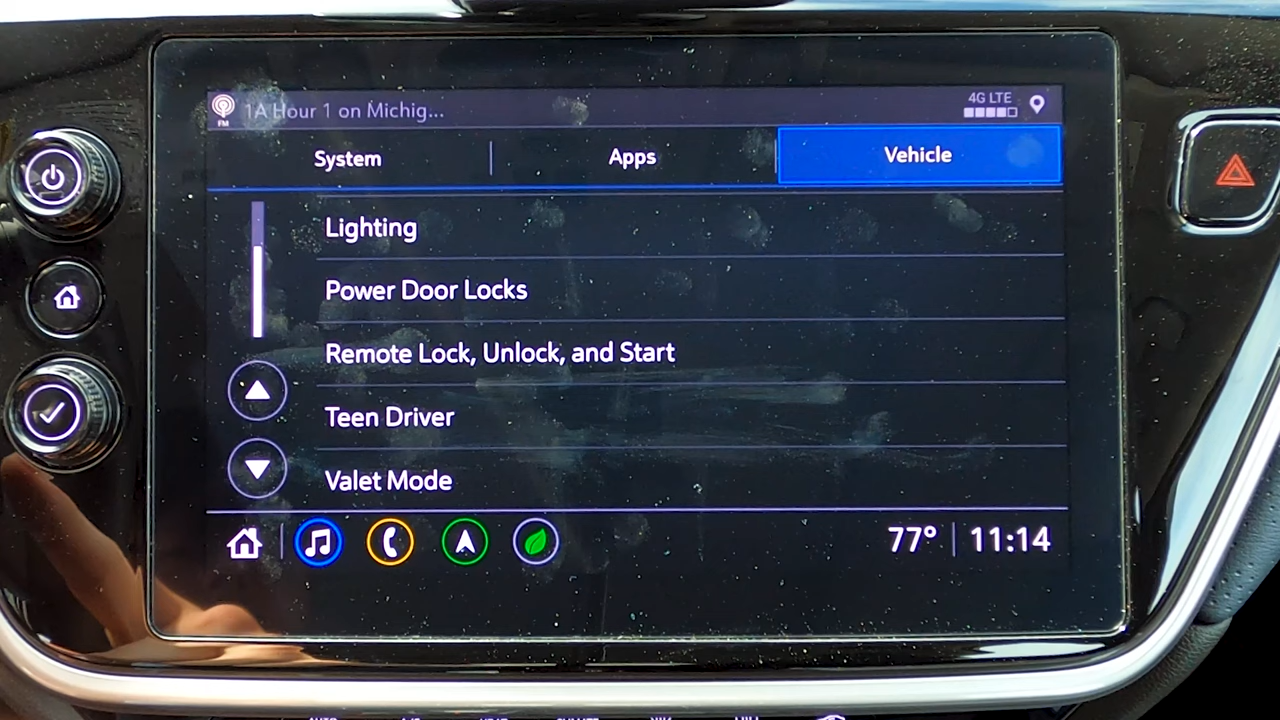 FM
1A Hour 1 on Michig...
4G LTE
System
Apps
Vehicle
Lighting
Power Door Locks
Remote Lock, Unlock, and Start
Teen Driver
Valet Mode
77°
11:14